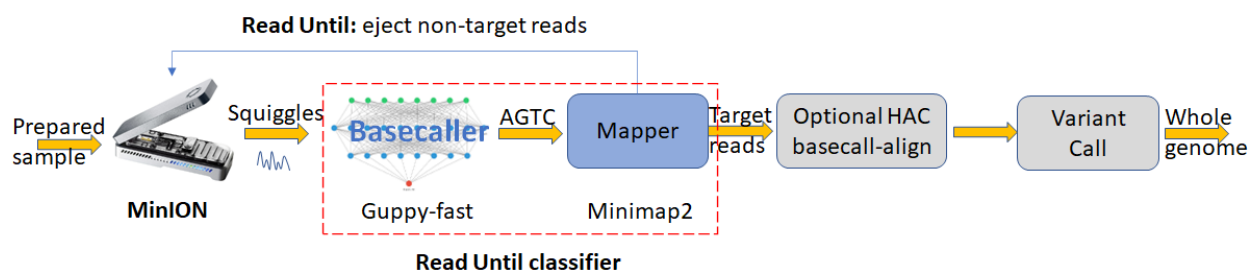 Read Until: eject non-target reads
Prepared
sample
MinION
Squiggles
Basecaller
Guppy-fast
AGTC
Mapper
Minimap2
Read Until classifier
Target
reads
Optional HAC
basecall-align
Variant
Call
Whole
genome